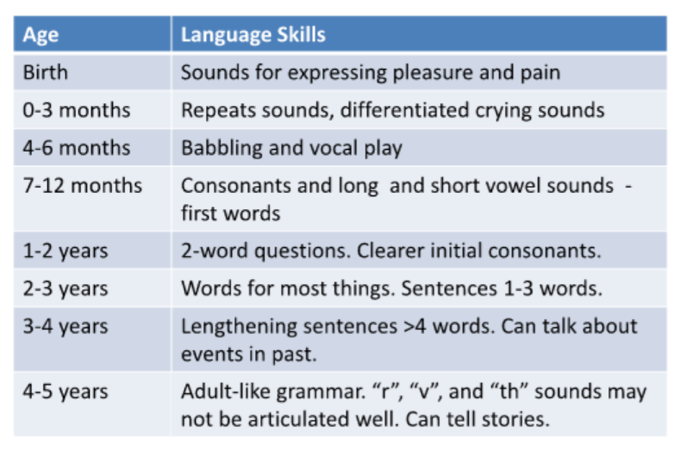 Age Language Skills
Birth Sounds for expressing pleasure and pain
0-3 months Repeats sounds, differentiated crying sounds
4-6 months Babbling and vocal play
7-12 months Consonants and long and short vowel sounds -
first words
1-2 years 2-word questions. Clearer initial consonants.
2-3 years Words for most things. Sentences 1-3 words.
3-4 years Lengthening sentences >4 words. Can talk about
events in past.
4-5 years Adult-like grammar. “r”, “v”, and “th” sounds may
not be articulated well. Can tell stories.